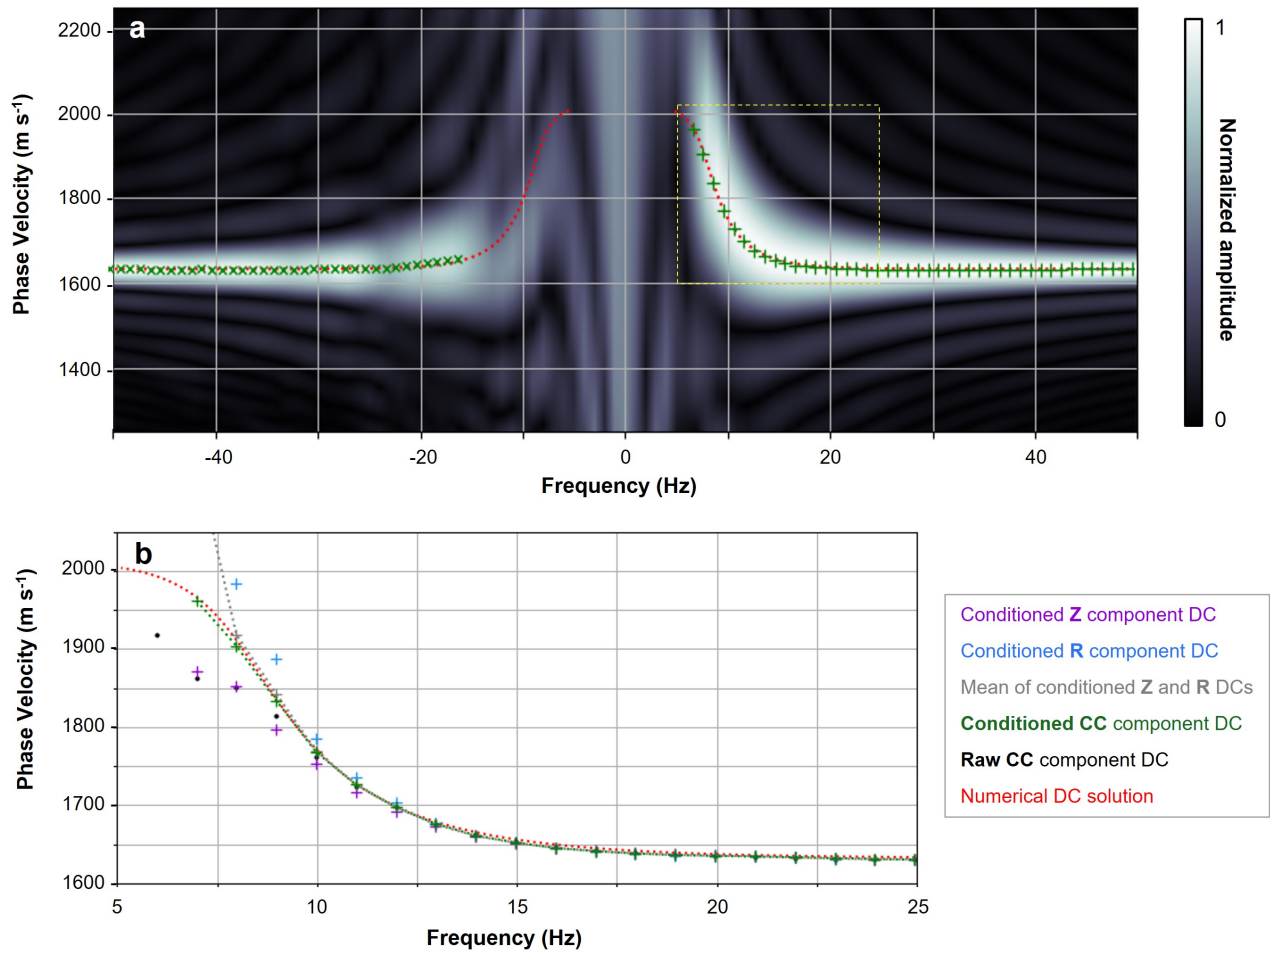 a
2200
2000
1800
1600
1400
Phase Velocity (m s-1)
-40 -20 0 20 40
Frequency (Hz)
1
0
Normalized amplitude
b
2000
1900
1800
1700
1600
Phase Velocity (m s-1)
5 10 15 20 25
Frequency (Hz)
Conditioned Z component DC
Conditioned R component DC
Mean of conditioned Z and R DCs
Conditioned CC component DC
Raw CC component DC
Numerical DC solution